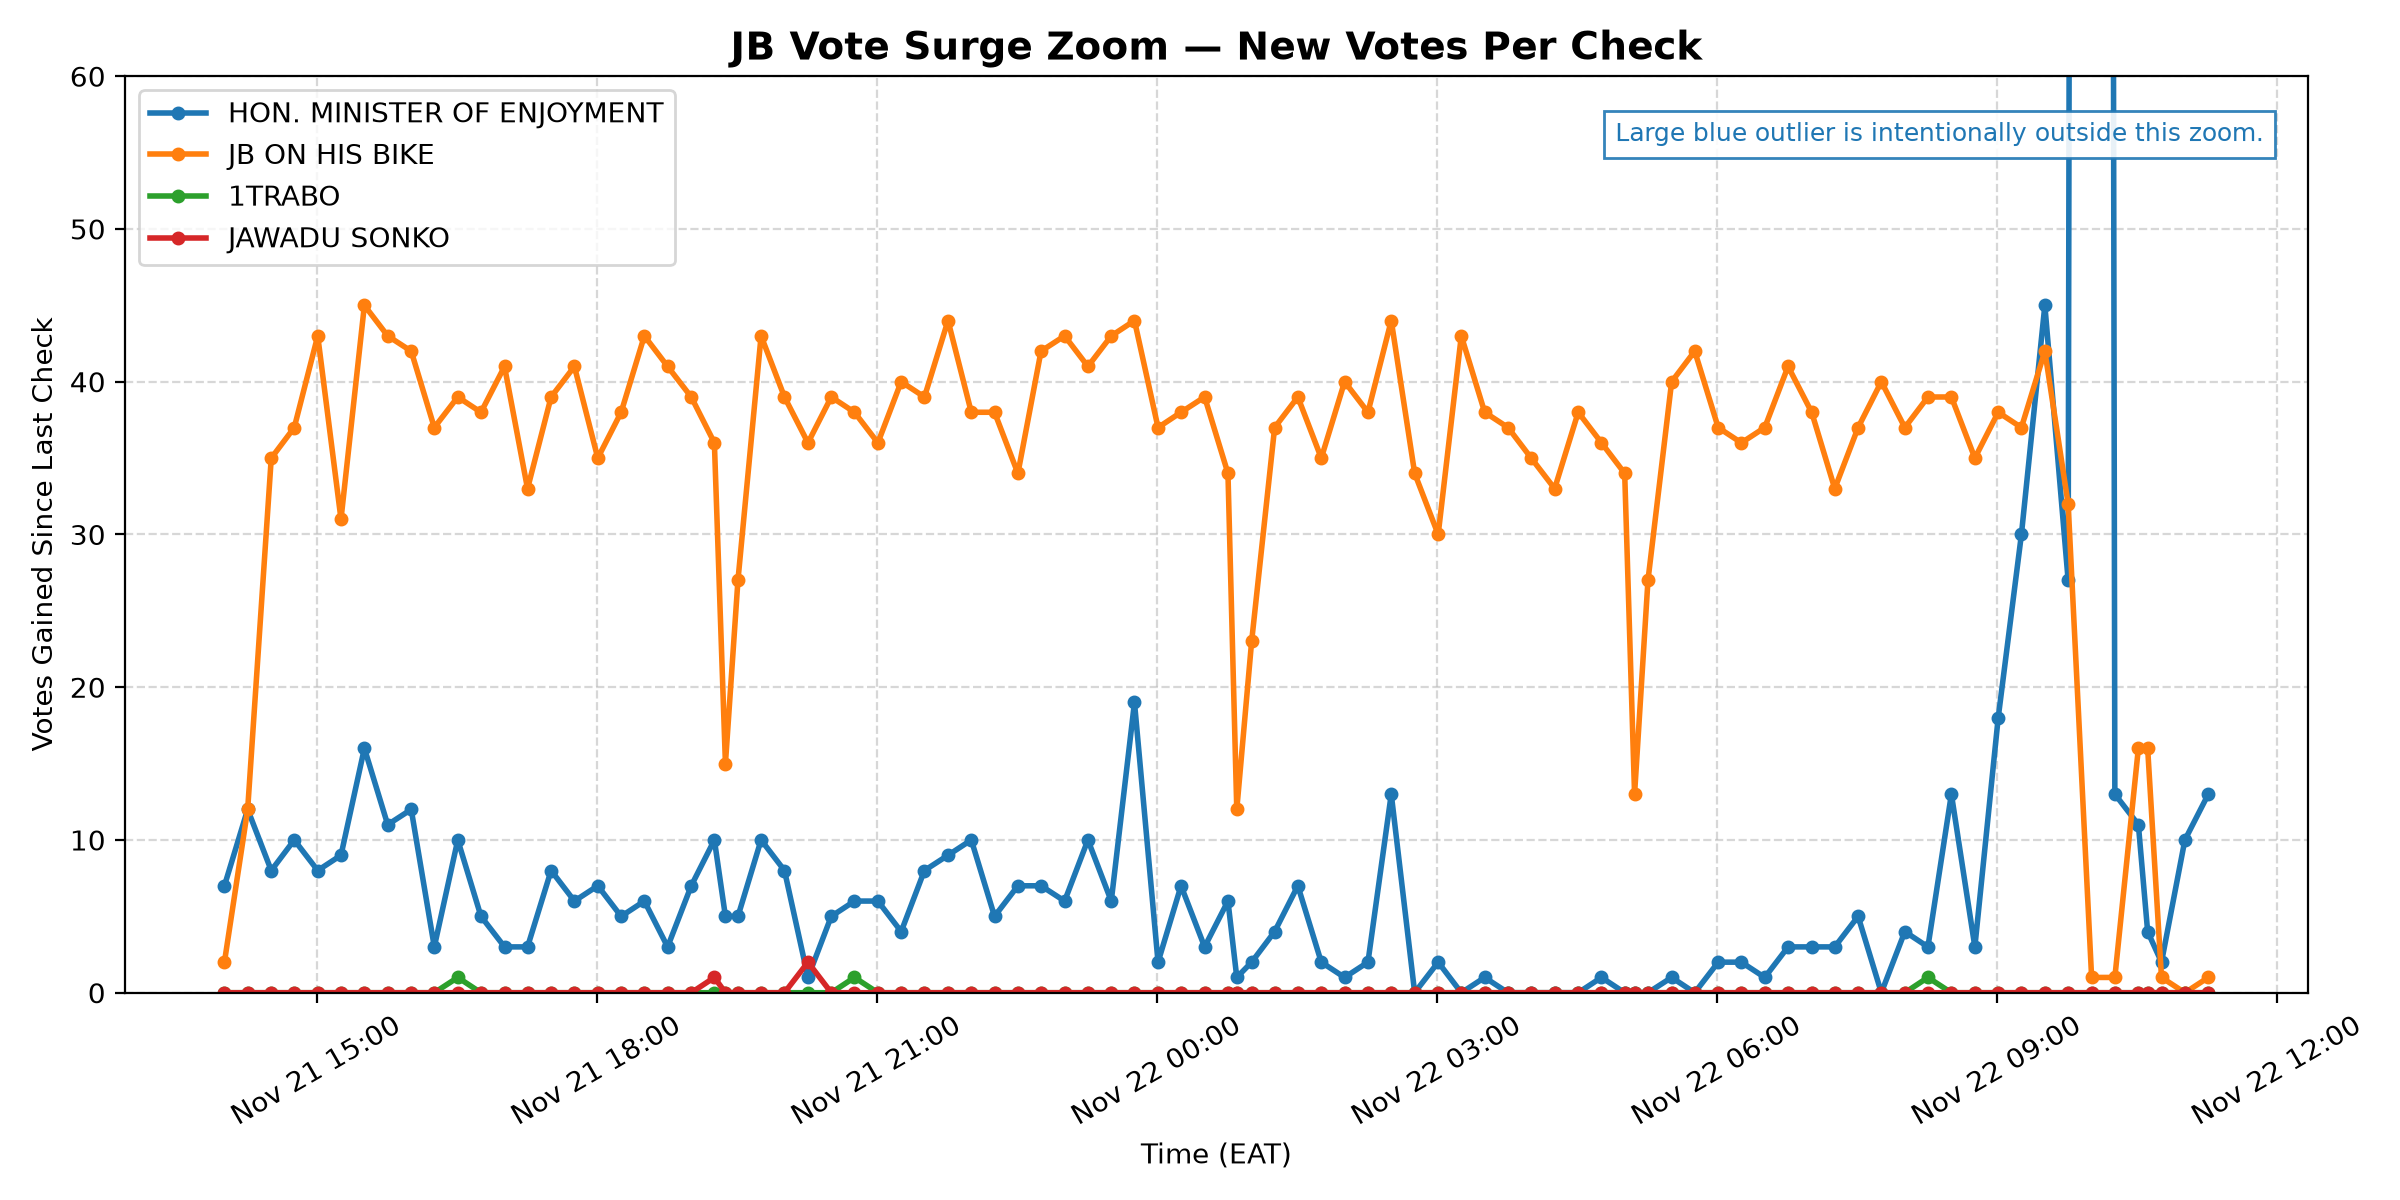 JB Vote Surge Zoom — New Votes Per Check
60
50
40
30
20
10
0
Votes Gained Since Last Check
HON. MINISTER OF ENJOYMENT
JB ON HIS BIKE
1TRABO
JAWADU SONKO
Large blue outlier is intentionally outside this zoom.
Nov 21 15:00
Nov 21 18:00
Nov 21 21:00
Nov 22 00:00
Nov 22 03:00
Nov 22 06:00
Nov 22 09:00
Nov 22 12:00
Time (EAT)